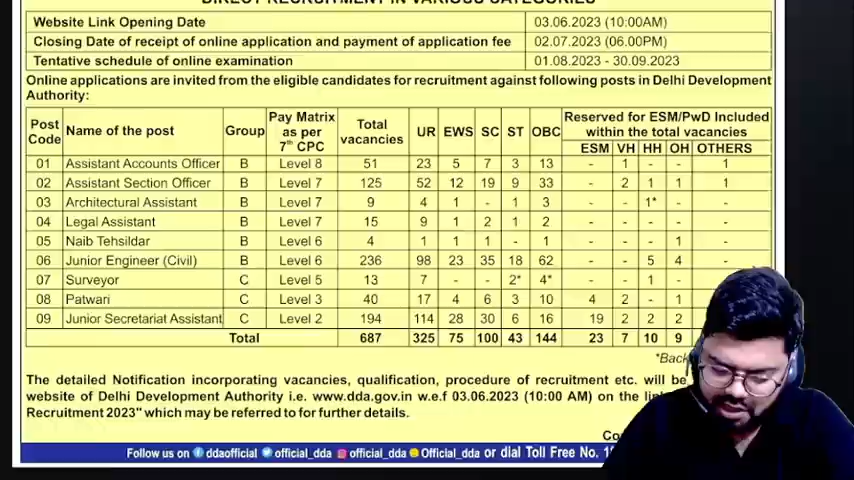 DIRECT RECRUITMENT IN VARIOUS CATEGORIES
Website Link Opening Date 03.06.2023 (10:00AM)
Closing Date of receipt of online application and payment of application fee 02.07.2023 (06.00PM)
Tentative schedule of online examination 01.08.2023 - 30.09.2023
Online applications are invited from the eligible candidates for recruitment against following posts in Delhi Development
Authority:
Post Code Name of the post Group Pay Matrix as per 7th CPC Total vacancies UR EWS SC ST OBC Reserved for ESM/PwD Included within the total vacancies
ESM VH HH OH OTHERS
01 Assistant Accounts Officer B Level 8 51 23 5 7 3 13 - 1 - - 1
02 Assistant Section Officer B Level 7 125 52 12 19 9 33 - 2 1 1 1
03 Architectural Assistant B Level 7 9 4 1 - 1 3 - - 1* - -
04 Legal Assistant B Level 7 15 9 1 2 1 2 - - - - -
05 Naib Tehsildar B Level 6 4 1 1 1 - 1 - - - 1 -
06 Junior Engineer (Civil) B Level 6 236 98 23 35 18 62 - - 5 4 -
07 Surveyor C Level 5 13 7 - - 2* 4* - - 1 -
08 Patwari C Level 3 40 17 4 6 3 10 4 2 - 1
09 Junior Secretariat Assistant C Level 2 194 114 28 30 6 16 19 2 2 2
Total 687 325 75 100 43 144 23 7 10 9
*Back
The detailed Notification incorporating vacancies, qualification, procedure of recruitment etc. will be
website of Delhi Development Authority i.e. www.dda.gov.in w.e.f 03.06.2023 (10:00 AM) on the
Recruitment 2023" which may be referred to for further details.
Follow us on ddaofficial official_dda official_dda Official_dda or dial Toll Free No.